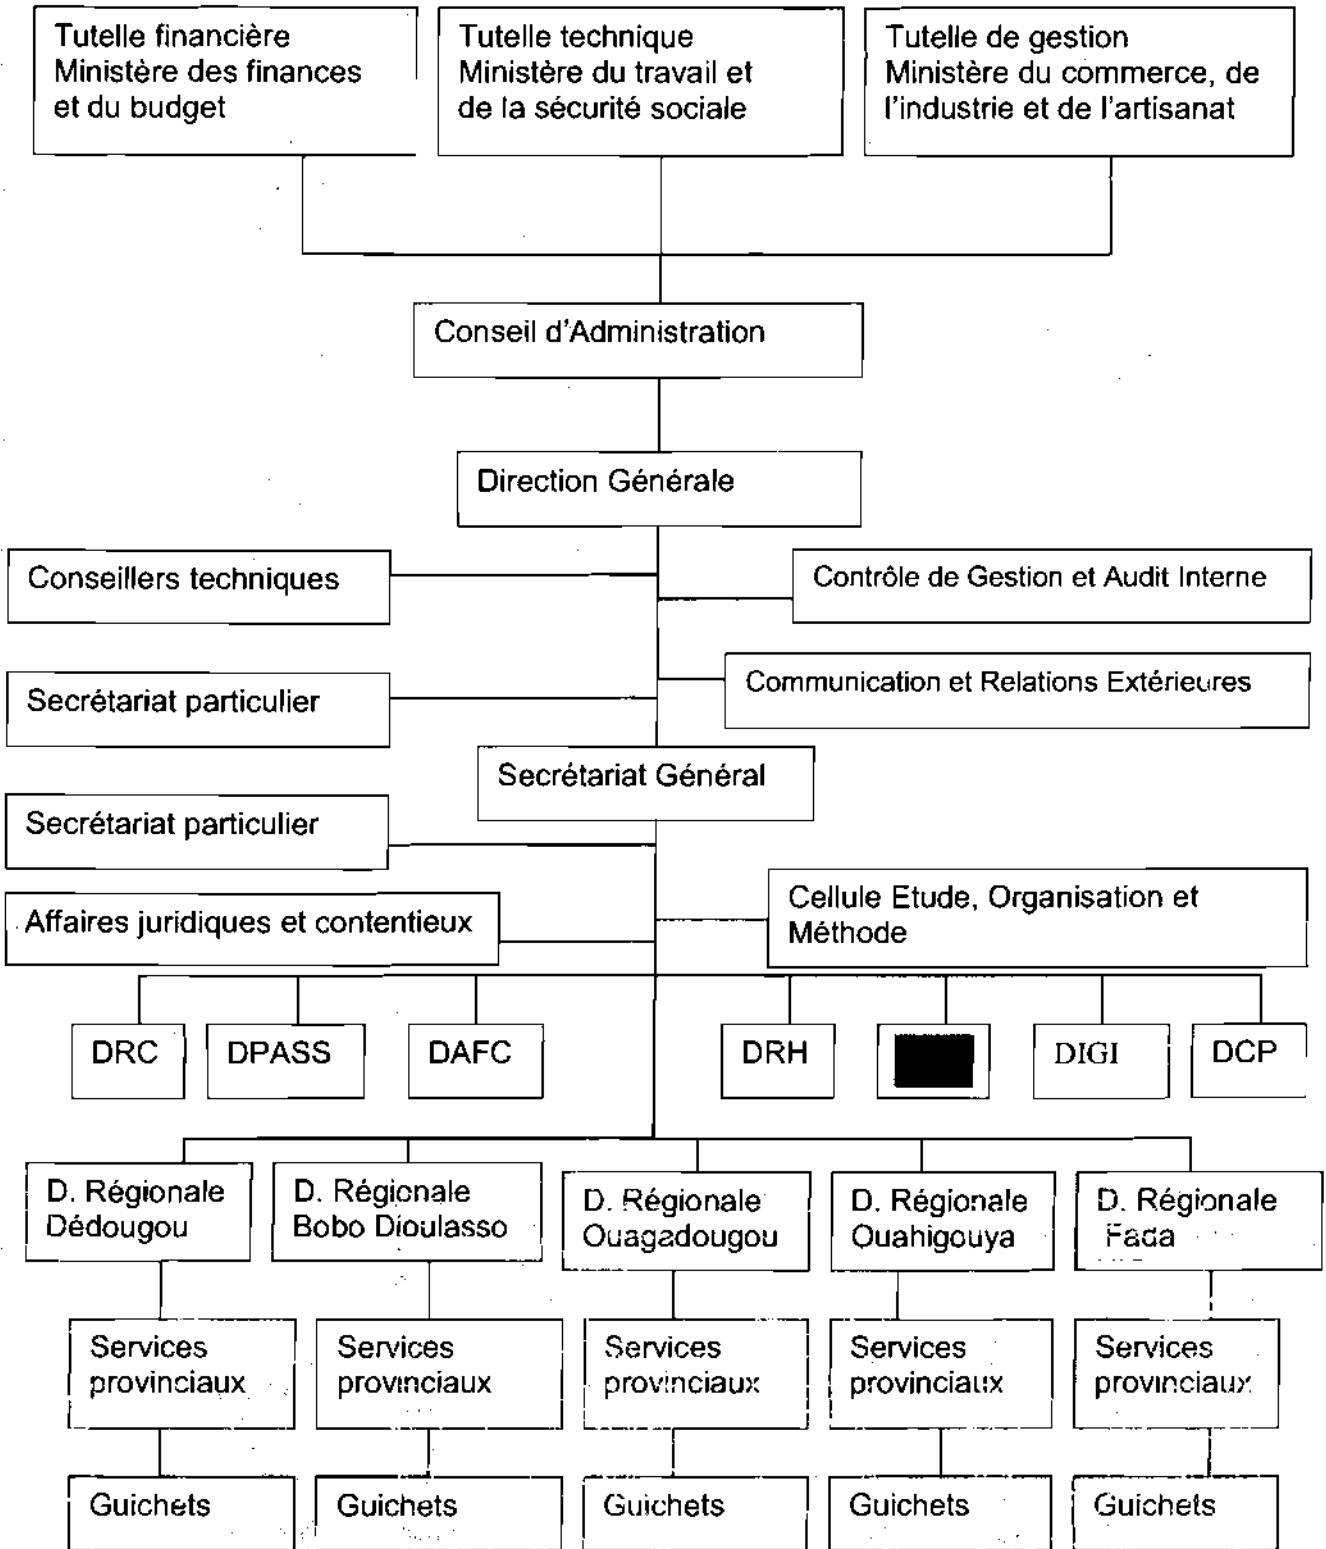 Tutelle financière
Ministère des finances
et du budget
Tutelle technique
Ministère du travail et
de la sécurité sociale
Tutelle de gestion
Ministère du commerce, de
l'industrie et de l'artisanat
Conseil d'Administration
Direction Générale
Conseillers techniques
Contrôle de Gestion et Audit Interne
Secrétariat particulier
Communication et Relations Extérieures
Secrétariat Général
Secrétariat particulier
Affaires juridiques et contentieux
Cellule Etude, Organisation et
Méthode
DRC
DPASS
DAFC
DRH
DIGI
DCP
D. Régionale
Dédougou
D. Régionale
Bobo Dioulasso
D. Régionale
Ouagadougou
D. Régionale
Ouahigouya
D. Régionale
Fada
Services
provinciaux
Services
provinciaux
Services
provinciaux
Services
provinciaux
Services
provinciaux
Guichets
Guichets
Guichets
Guichets
Guichets